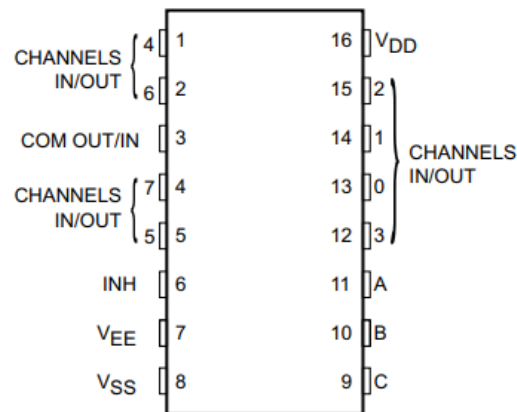 4 1 16 VDD
CHANNELS
IN/OUT
6 2 15 2
COM OUT/IN 3 14 1
CHANNELS
IN/OUT
7 4 13 0
CHANNELS
IN/OUT
5 5 12 3
INH 6 11 A
VEE 7 10 B
VSS 8 9 C